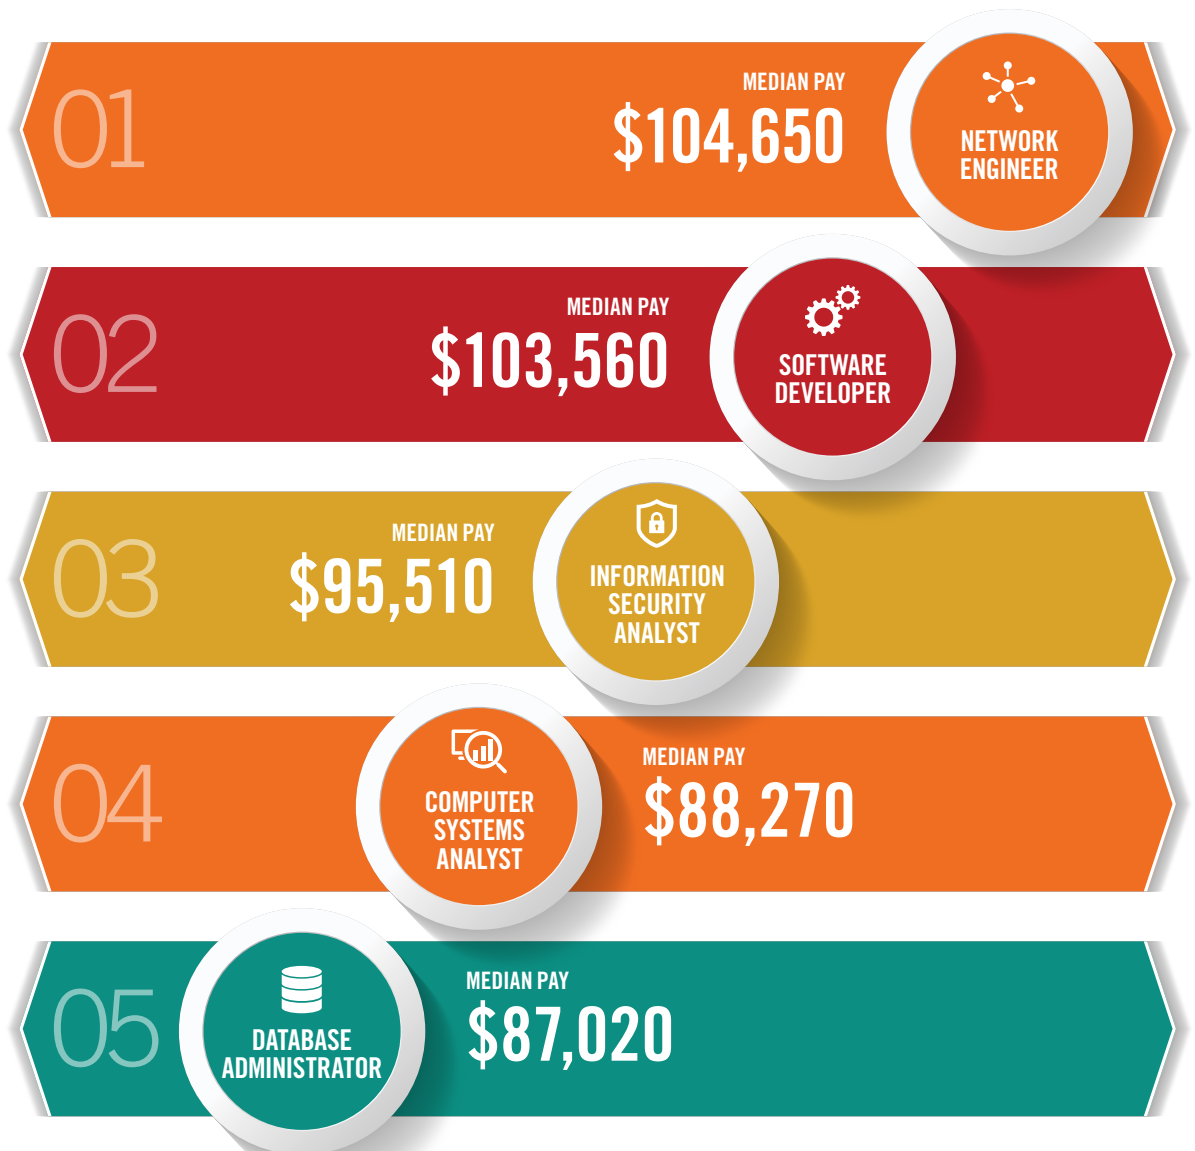 01
MEDIAN PAY
$104,650
NETWORK
ENGINEER
02
MEDIAN PAY
$103,560
SOFTWARE
DEVELOPER
03
MEDIAN PAY
$95,510
INFORMATION
SECURITY
ANALYST
04
COMPUTER
SYSTEMS
ANALYST
MEDIAN PAY
$88,270
05
DATABASE
ADMINISTRATOR
MEDIAN PAY
$87,020